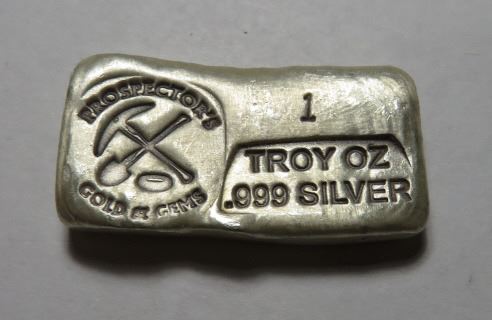 PROSPECTOR'S
GOLD & GEMS
1
TROY OZ
.999 SILVER